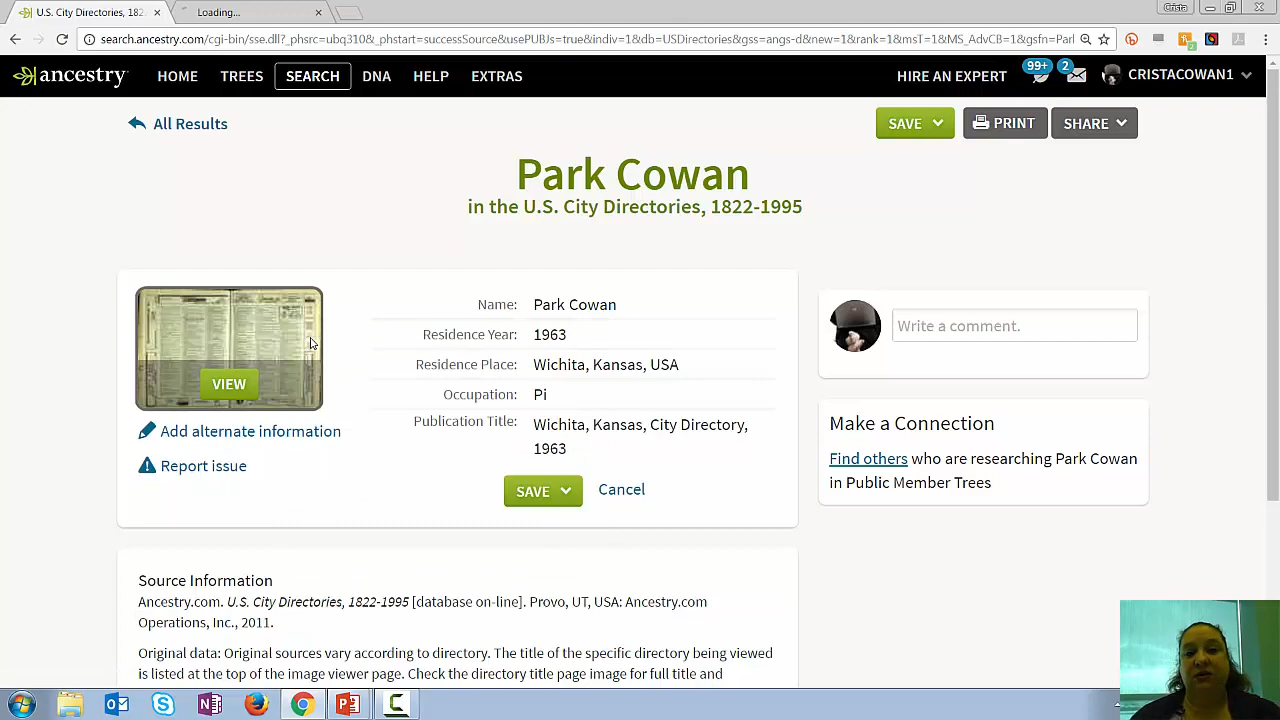 U.S. City Directories, 182
Loading...
Crista
search.ancestry.com/cgi-bin/sse.dll?_phsrc=ubq310&_phstart=successSource&usePUBJs=true&indiv=1&db=USDirectories&gss=angs-d&new=1&rank=1&msT=1&MS_AdvCB=1&gsfn=Parl
ancestry HOME TREES SEARCH DNA HELP EXTRAS HIRE AN EXPERT 99+ 2 CRISTACOWAN1
All Results SAVE PRINT SHARE
Park Cowan
in the U.S. City Directories, 1822-1995
VIEW
Add alternate information
Report issue
Name: Park Cowan
Residence Year: 1963
Residence Place: Wichita, Kansas, USA
Occupation: Pi
Publication Title: Wichita, Kansas, City Directory,
1963
SAVE Cancel
Write a comment.
Make a Connection
Find others who are researching Park Cowan
in Public Member Trees
Source Information
Ancestry.com. U.S. City Directories, 1822-1995 [database on-line]. Provo, UT, USA: Ancestry.com
Operations, Inc., 2011.
Original data: Original sources vary according to directory. The title of the specific directory being viewed
is listed at the top of the image viewer page. Check the directory title page image for full title and